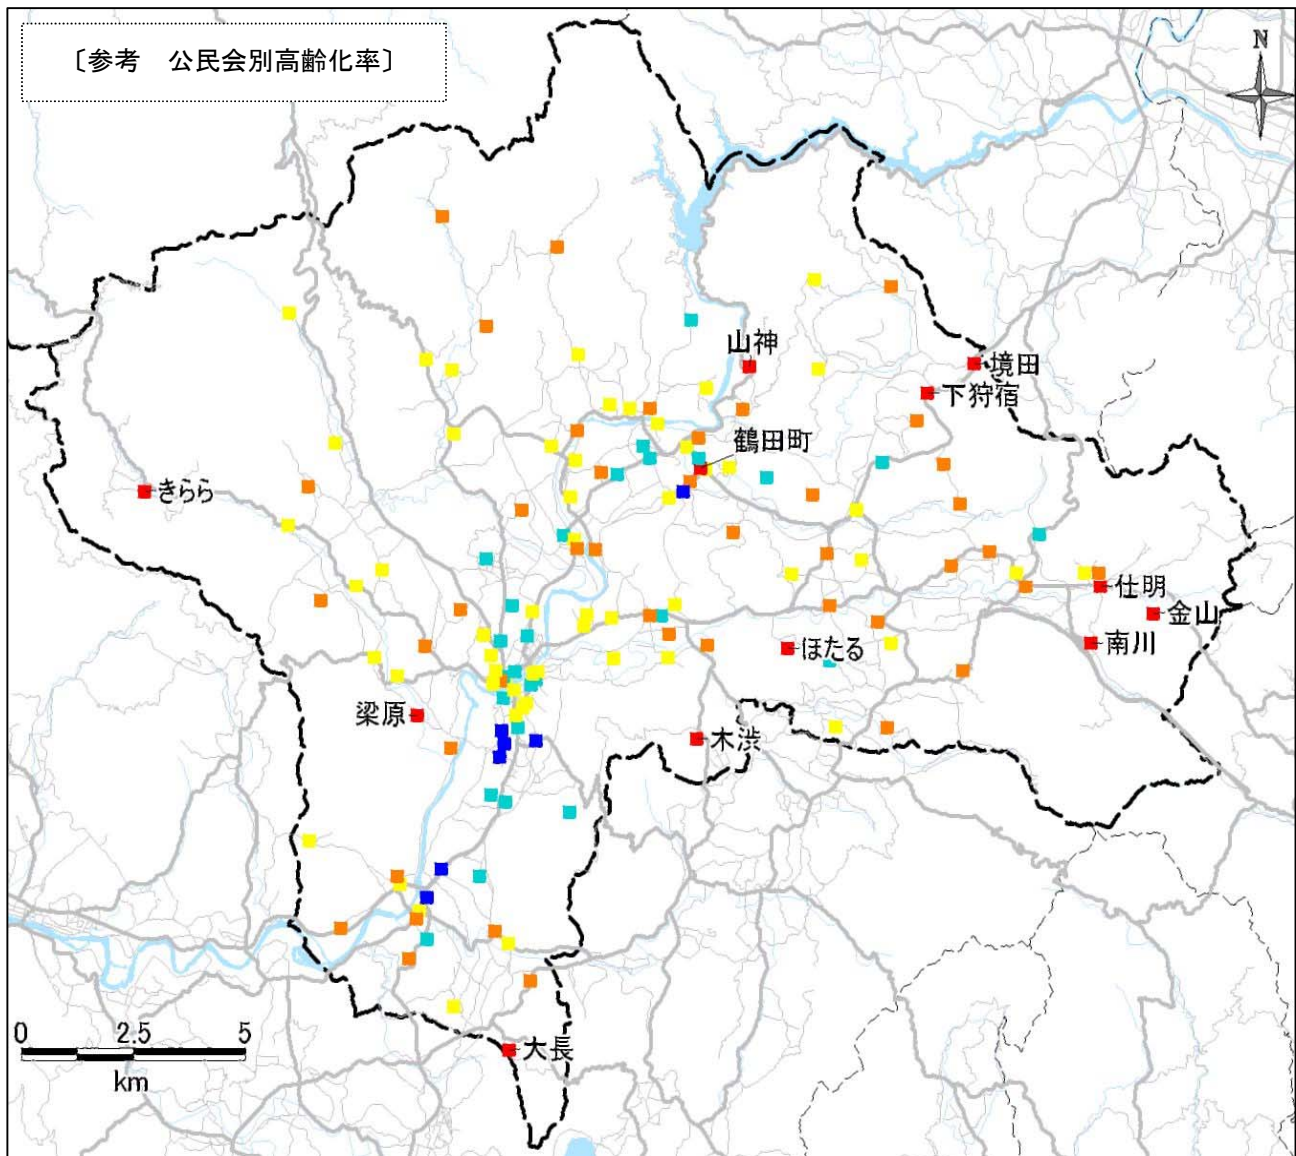 〔参考　公民会別高齢化率〕
N
山神
境田
下狩宿
鶴田町
きらら
仕明
金山
南川
ほたる
梁原
木渋
0 2.5 5
km
大長